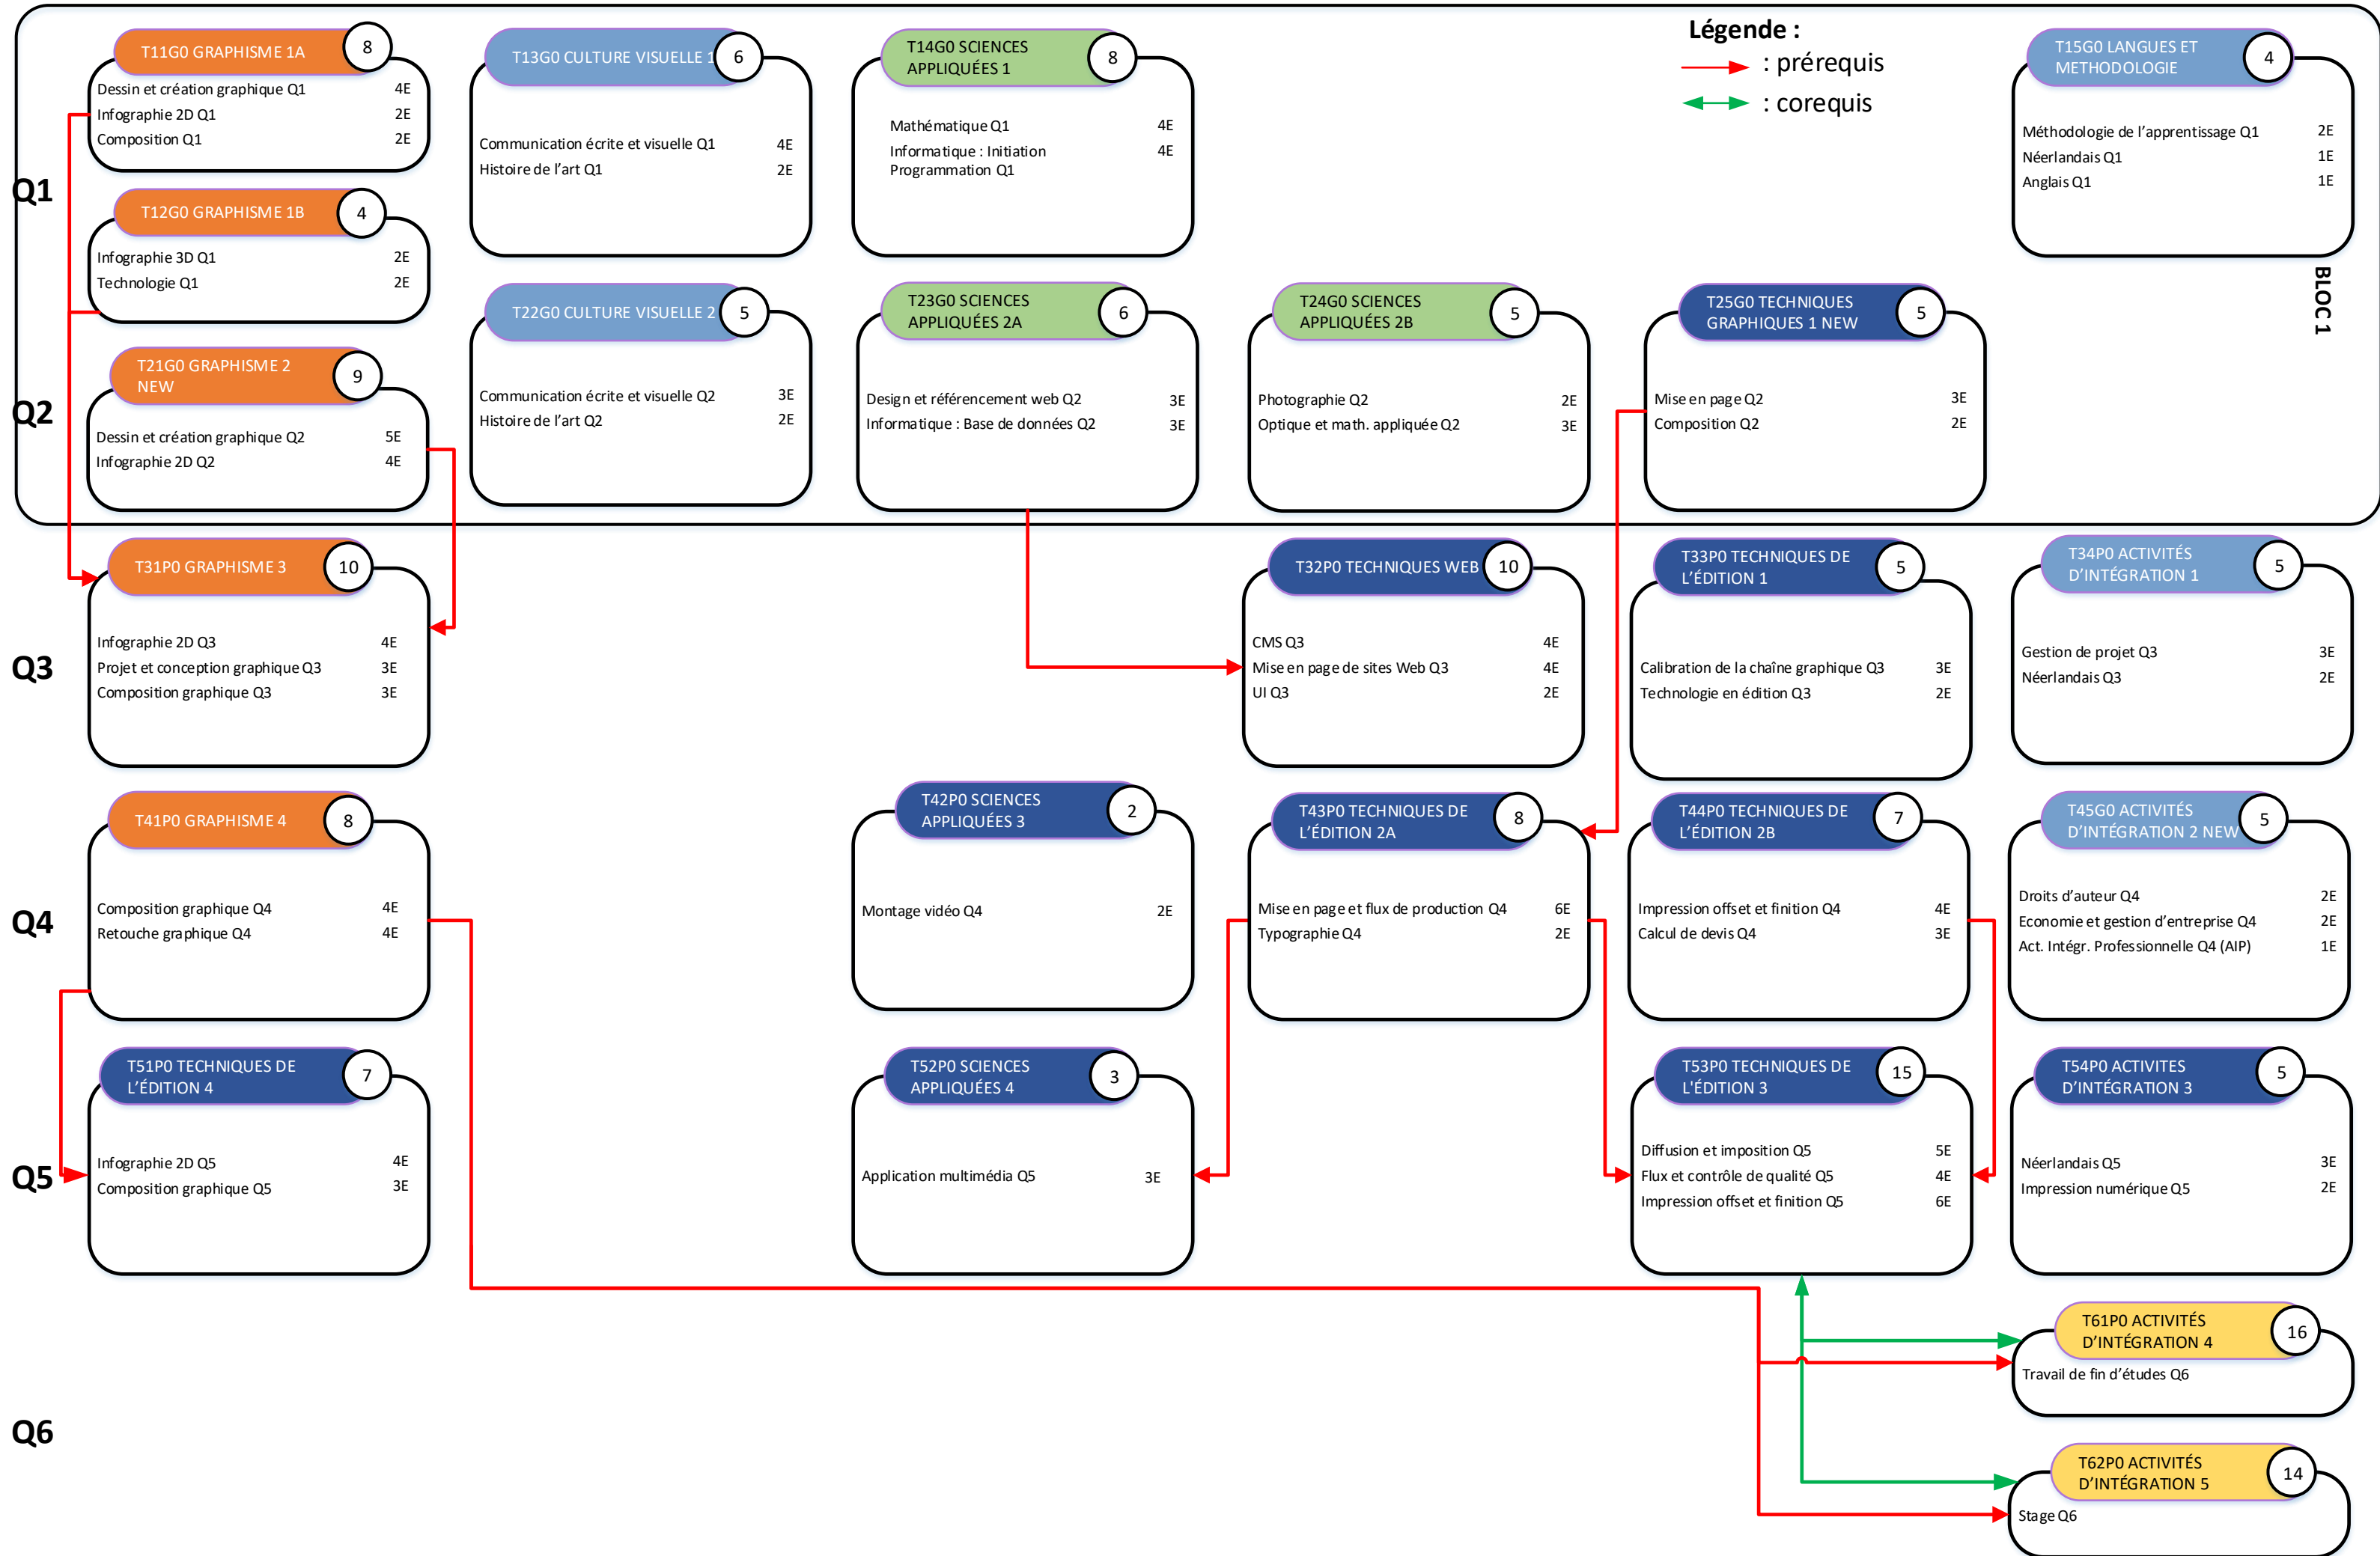 Légende :
: prérequis
: corequis
Q1
T11G0 GRAPHISME 1A
8
Dessin et création graphique Q1 4E
Infographie 2D Q1 2E
Composition Q1 2E
T12G0 GRAPHISME 1B
4
Infographie 3D Q1 2E
Technologie Q1 2E
T13G0 CULTURE VISUELLE 1
6
Communication écrite et visuelle Q1 4E
Histoire de l’art Q1 2E
T14G0 SCIENCES
APPLIQUÉES 1
8
Mathématique Q1 4E
Informatique : Initiation 4E
Programmation Q1
T15G0 LANGUES ET
METHODOLOGIE
4
Méthodologie de l’apprentissage Q1 2E
Néerlandais Q1 1E
Anglais Q1 1E
BLOC 1
Q2
T21G0 GRAPHISME 2
NEW
9
Dessin et création graphique Q2 5E
Infographie 2D Q2 4E
T22G0 CULTURE VISUELLE 2
5
Communication écrite et visuelle Q2 3E
Histoire de l’art Q2 2E
T23G0 SCIENCES
APPLIQUÉES 2A
6
Design et référencement web Q2 3E
Informatique : Base de données Q2 3E
T24G0 SCIENCES
APPLIQUÉES 2B
5
Photographie Q2 2E
Optique et math. appliquée Q2 3E
T25G0 TECHNIQUES
GRAPHIQUES 1 NEW
5
Mise en page Q2 3E
Composition Q2 2E
Q3
T31P0 GRAPHISME 3
10
Infographie 2D Q3 4E
Projet et conception graphique Q3 3E
Composition graphique Q3 3E
T32P0 TECHNIQUES WEB
10
CMS Q3 4E
Mise en page de sites Web Q3 4E
UI Q3 2E
T33P0 TECHNIQUES DE
L’ÉDITION 1
5
Calibration de la chaîne graphique Q3 3E
Technologie en édition Q3 2E
T34P0 ACTIVITÉS
D’INTÉGRATION 1
5
Gestion de projet Q3 3E
Néerlandais Q3 2E
Q4
T41P0 GRAPHISME 4
8
Composition graphique Q4 4E
Retouche graphique Q4 4E
T42P0 SCIENCES
APPLIQUÉES 3
2
Montage vidéo Q4 2E
T43P0 TECHNIQUES DE
L’ÉDITION 2A
8
Mise en page et flux de production Q4 6E
Typographie Q4 2E
T44P0 TECHNIQUES DE
L’ÉDITION 2B
7
Impression offset et finition Q4 4E
Calcul de devis Q4 3E
T45G0 ACTIVITÉS
D’INTÉGRATION 2 NEW
5
Droits d’auteur Q4 2E
Economie et gestion d’entreprise Q4 2E
Act. Intégr. Professionnelle Q4 (AIP) 1E
Q5
T51P0 TECHNIQUES DE
L’ÉDITION 4
7
Infographie 2D Q5 4E
Composition graphique Q5 3E
T52P0 SCIENCES
APPLIQUÉES 4
3
Application multimédia Q5 3E
T53P0 TECHNIQUES DE
L'ÉDITION 3
15
Diffusion et imposition Q5 5E
Flux et contrôle de qualité Q5 4E
Impression offset et finition Q5 6E
T54P0 ACTIVITES
D’INTÉGRATION 3
5
Néerlandais Q5 3E
Impression numérique Q5 2E
Q6
T61P0 ACTIVITÉS
D’INTÉGRATION 4
16
Travail de fin d’études Q6
T62P0 ACTIVITÉS
D’INTÉGRATION 5
14
Stage Q6